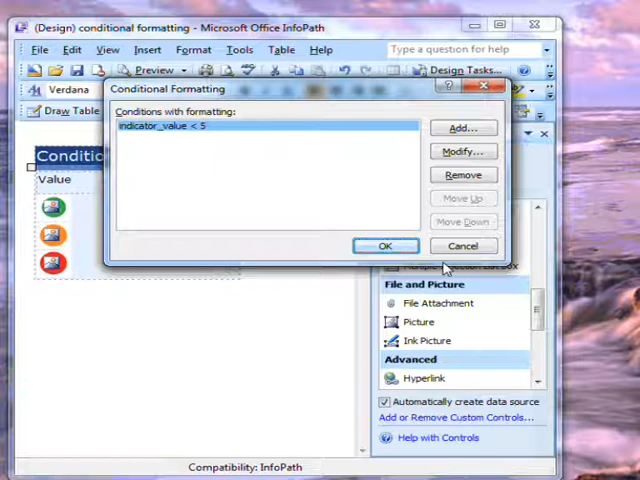 (Design) conditional formatting - Microsoft Office InfoPath
File Edit View Insert Format Tools Table Help
Type a question for help
Preview
Design Tasks...
Verdana
Draw Table
Conditional Formatting
Conditions with formatting:
indicator_value < 5
Add...
Modify...
Remove
Move Up
Move Down
OK
Cancel
Conditio
Value
File and Picture
File Attachment
Picture
Ink Picture
Advanced
Hyperlink
Automatically create data source
Add or Remove Custom Controls...
Help with Controls
Compatibility: InfoPath